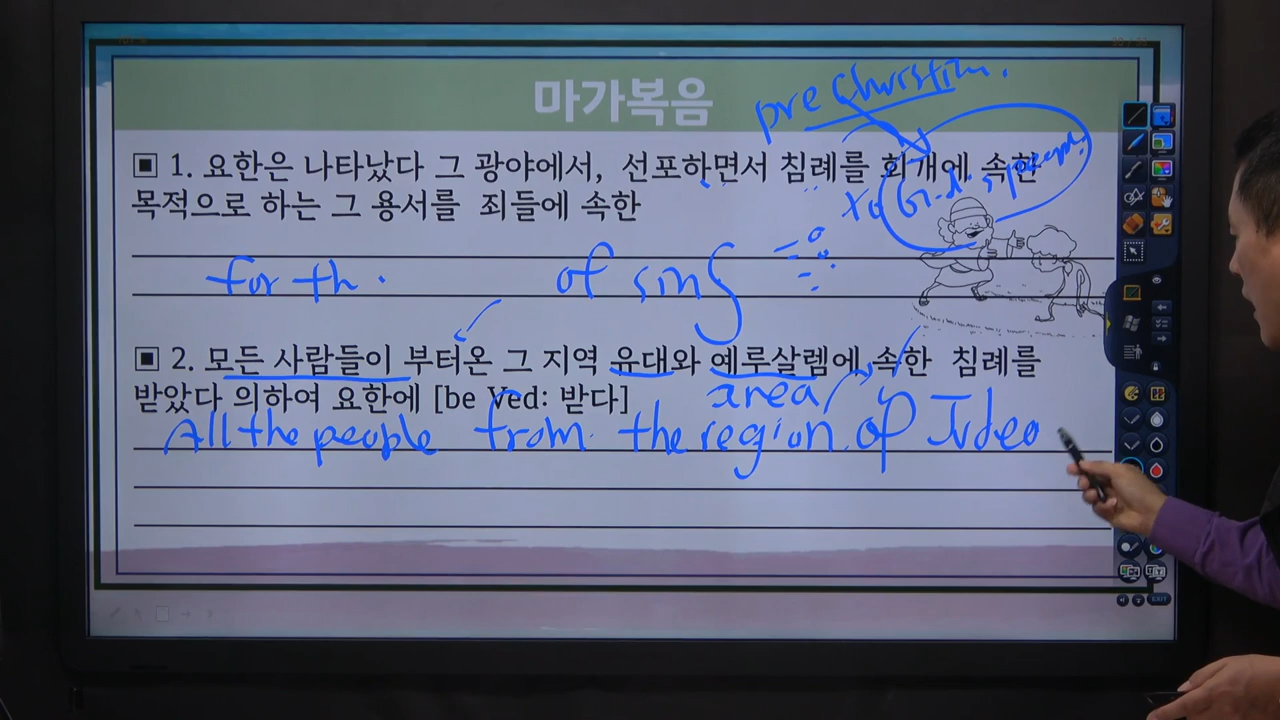 마가복음
pre Christian.
▣ 1. 요한은 나타났다 그 광야에서, 선포하면서 침례를 회개에 속한
목적으로 하는 그 용서를 죄들에 속한
to God's
for th. of sins
▣ 2. 모든 사람들이 부터온 그 지역 유대와 예루살렘에 속한 침례를
받았다 의하여 요한에 [be Ved: 받다]
area
All the people from the region of Judeo